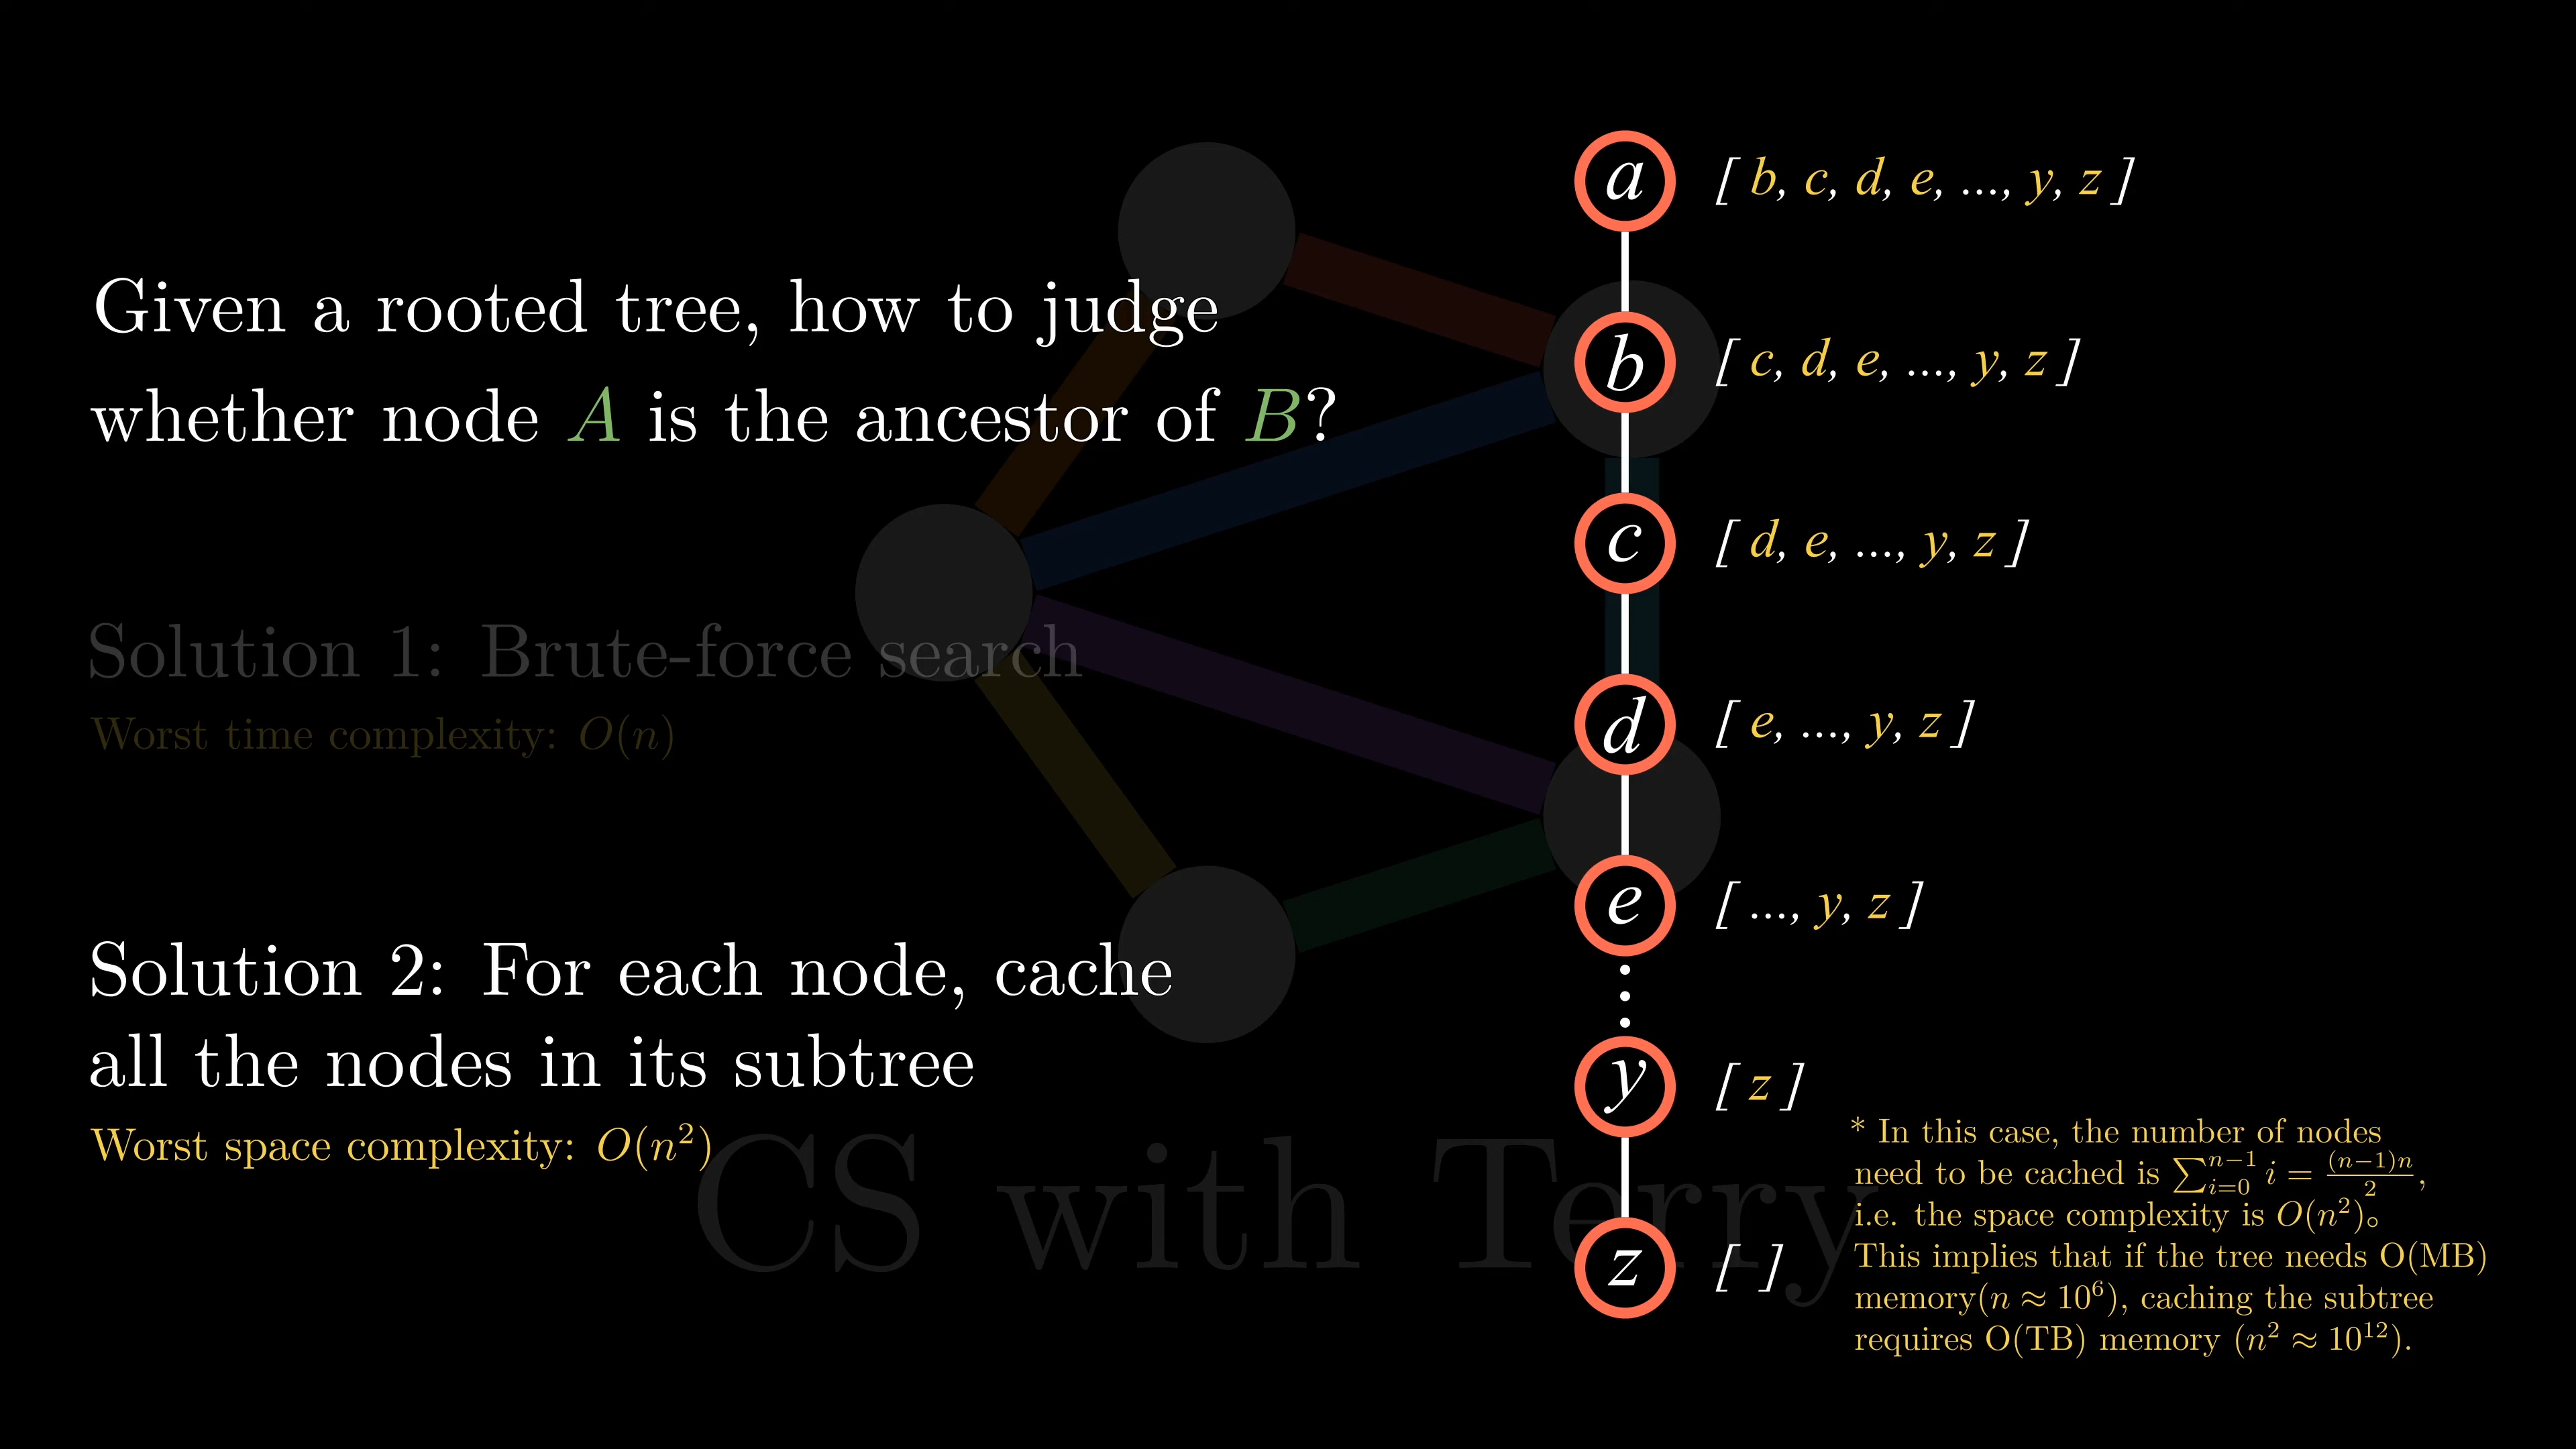 Given a rooted tree, how to judge
whether node A is the ancestor of B?
Solution 1: Brute-force search
Worst time complexity: O(n)
Solution 2: For each node, cache
all the nodes in its subtree
Worst space complexity: O(n²)
a [ b, c, d, e, ..., y, z ]
b [ c, d, e, ..., y, z ]
c [ d, e, ..., y, z ]
d [ e, ..., y, z ]
e [ ..., y, z ]
y [ z ]
z [ ]
* In this case, the number of nodes
need to be cached is ∑_{i=0}^{n−1} i = (n−1)n/2,
i.e. the space complexity is O(n²)。
This implies that if the tree needs O(MB)
memory(n ≈ 10⁶), caching the subtree
requires O(TB) memory (n² ≈ 10¹²).
CS with Terry